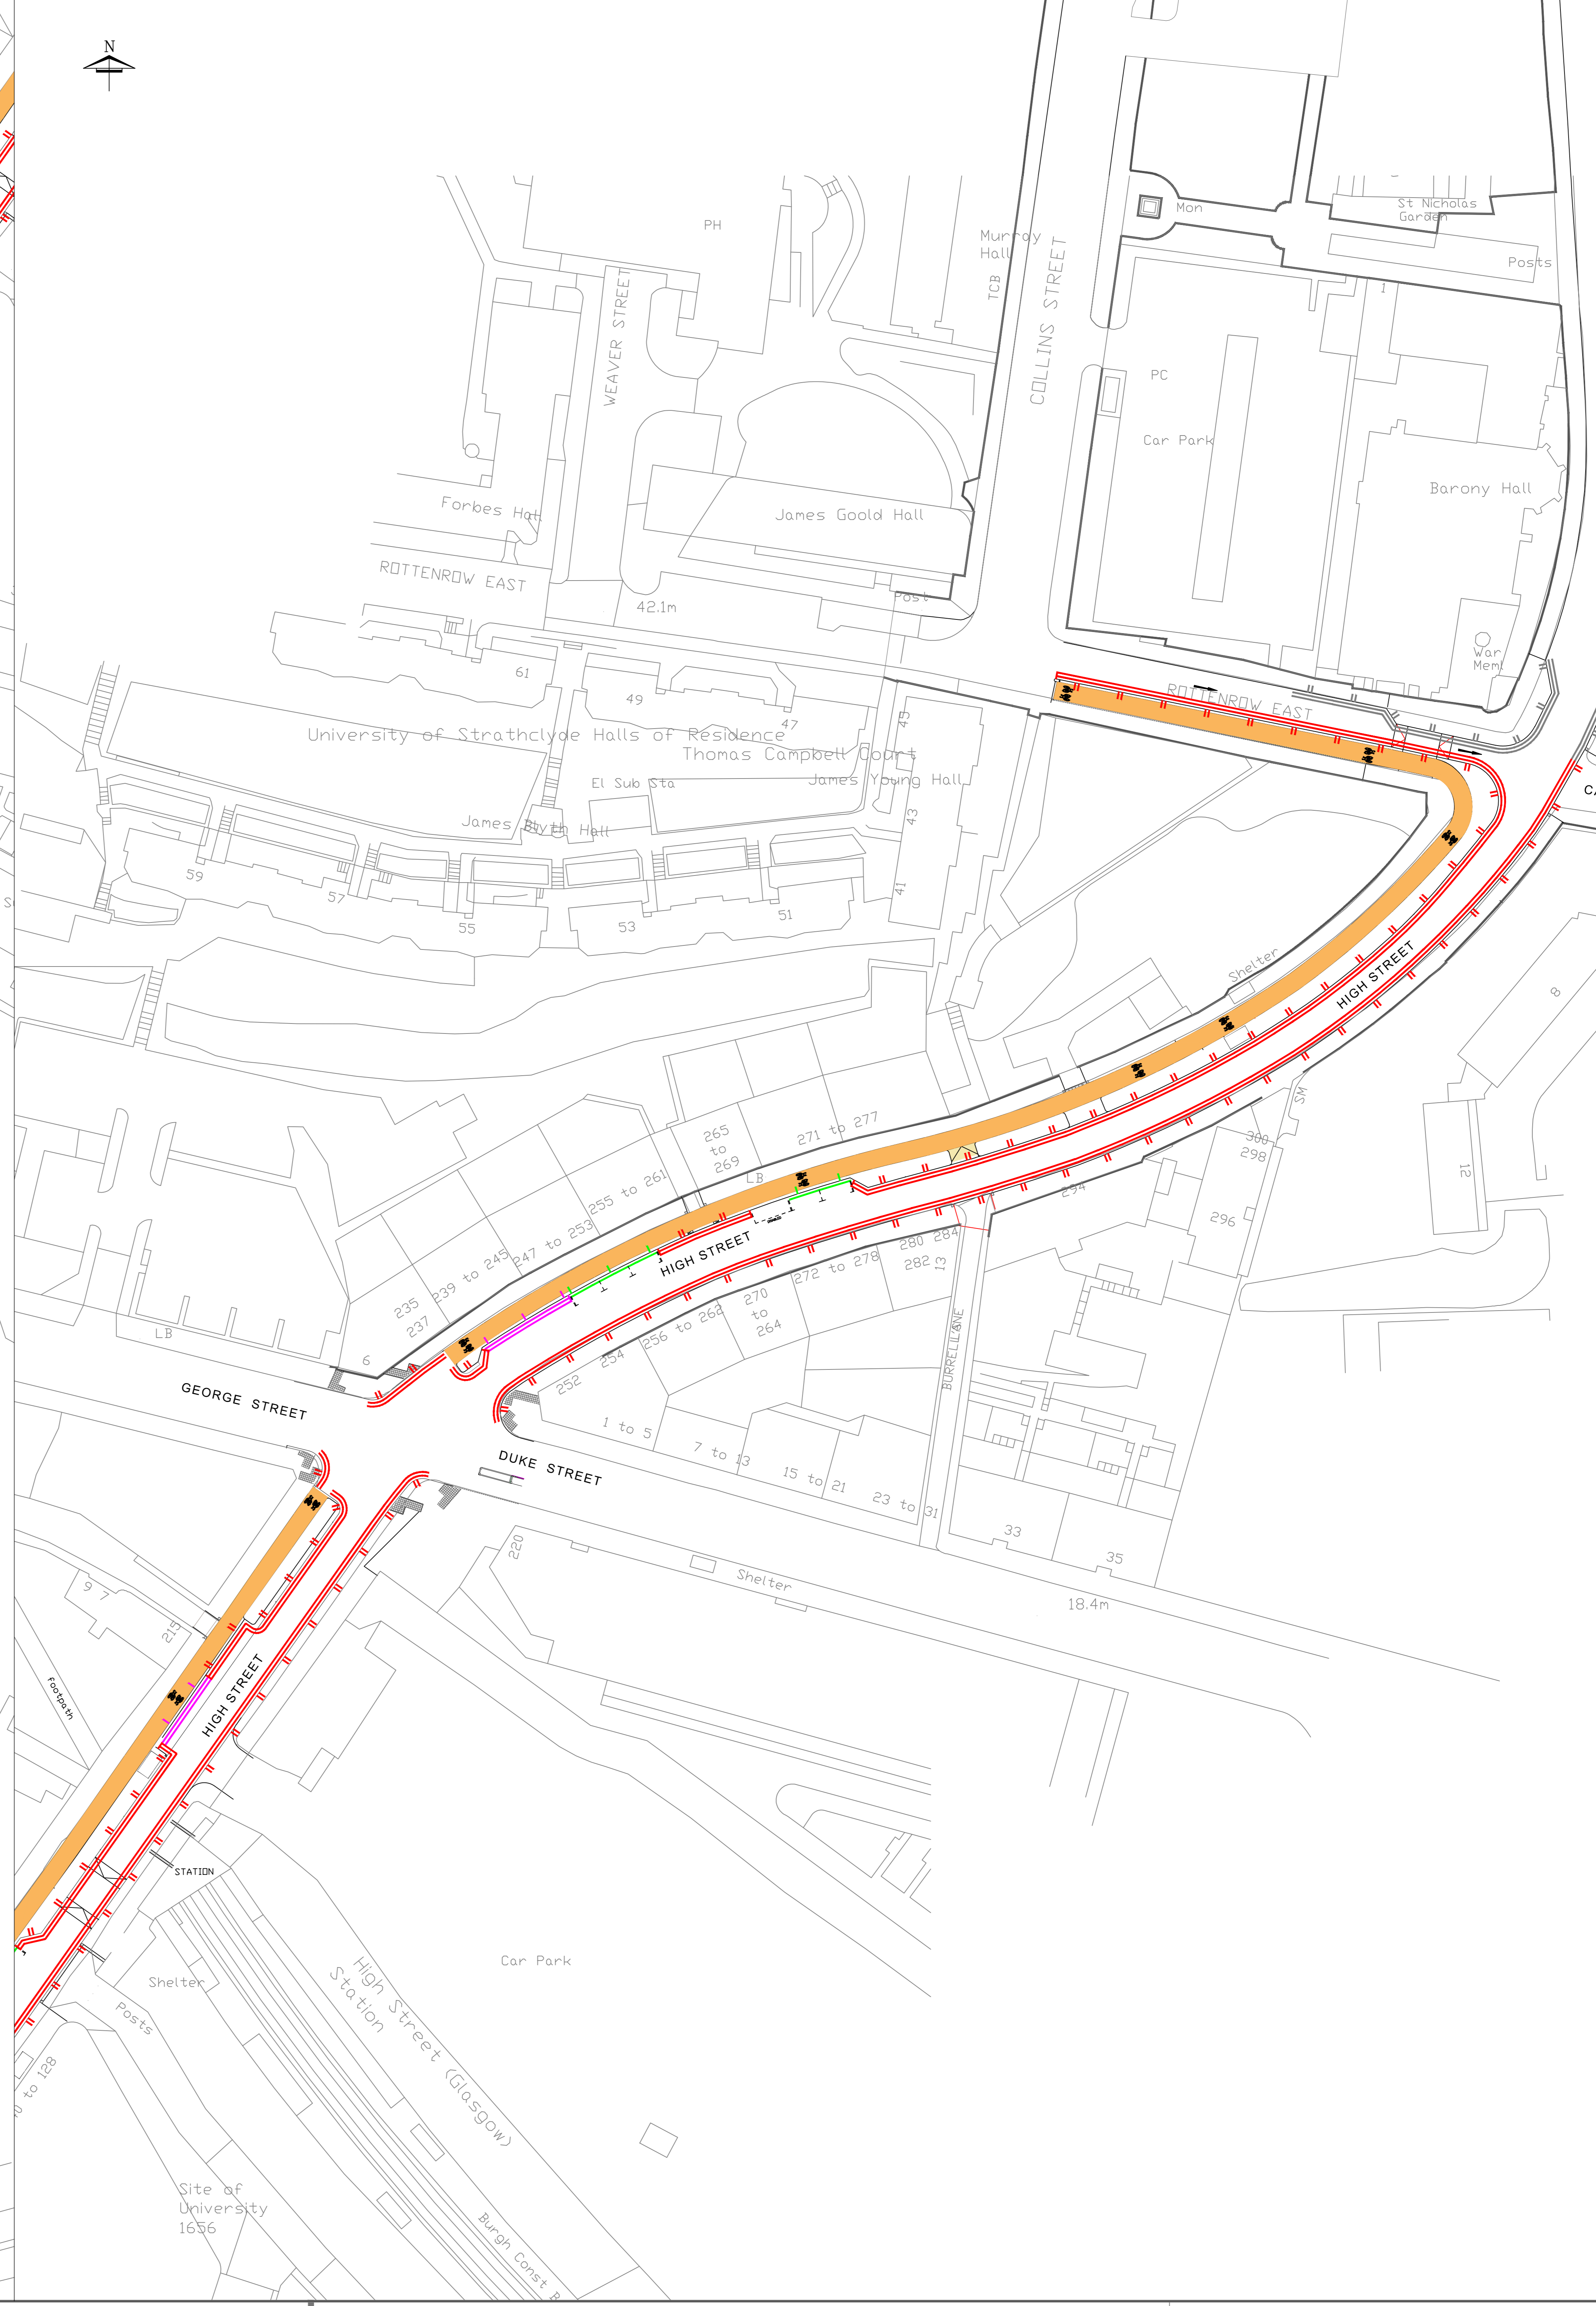 N
PH
Murray
Hall
TCB
COLLINS STREET
Mon
St Nicholas
Garden
Posts
1
WEAVER STREET
PC
Car Park
Barony Hall
Forbes Hall
James Goold Hall
ROTTENROW EAST
42.1m
Post
War
Meml
61
49
47
45
ROTTENROW EAST
University of Strathclyde Halls of Residence
Thomas Campbell Court
El Sub Sta
James Young Hall
James Blyth Hall
43
41
59
57
55
53
51
Shelter
HIGH STREET
8
SM
300
298
12
296
294
265
to
269
271 to 277
LB
255 to 261
247 to 253
239 to 245
235
237
HIGH STREET
280 284
282
13
272 to 278
270
to
264
256 to 262
254
252
BURRELL'S LANE
LB
6
GEORGE STREET
DUKE STREET
1 to 5
7 to 13
15 to 21
23 to 31
33
35
220
Shelter
18.4m
9 7
215
Footpath
HIGH STREET
STATION
Shelter
Posts
Car Park
High Street (Glasgow)
Station
to 128
Site of
University
1656
Burgh Const B